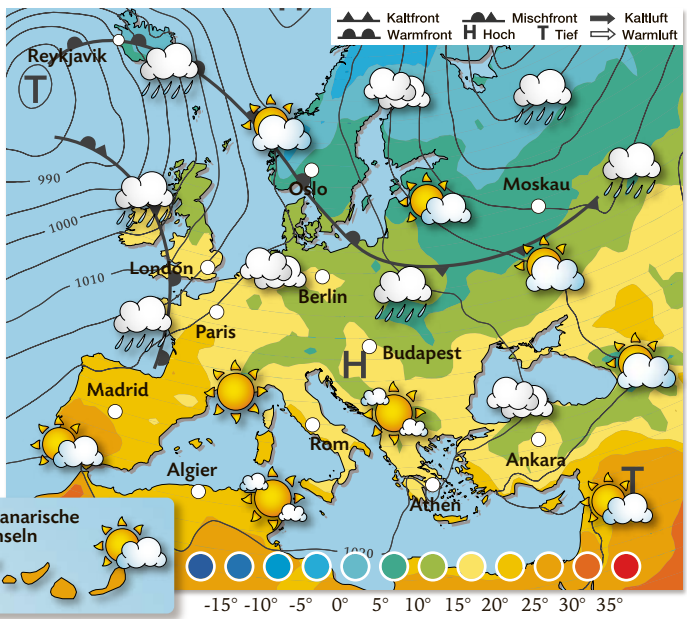 Kaltfront Mischfront Kaltluft
Warmfront H Hoch T Tief Warmluft
Reykjavik
T
Oslo
Moskau
990
1000
London
1010
Berlin
Paris
H Budapest
Madrid
Rom
Algier
Ankara
T
Athen
anarische
nseln
1020
-15° -10° -5° 0° 5° 10° 15° 20° 25° 30° 35°